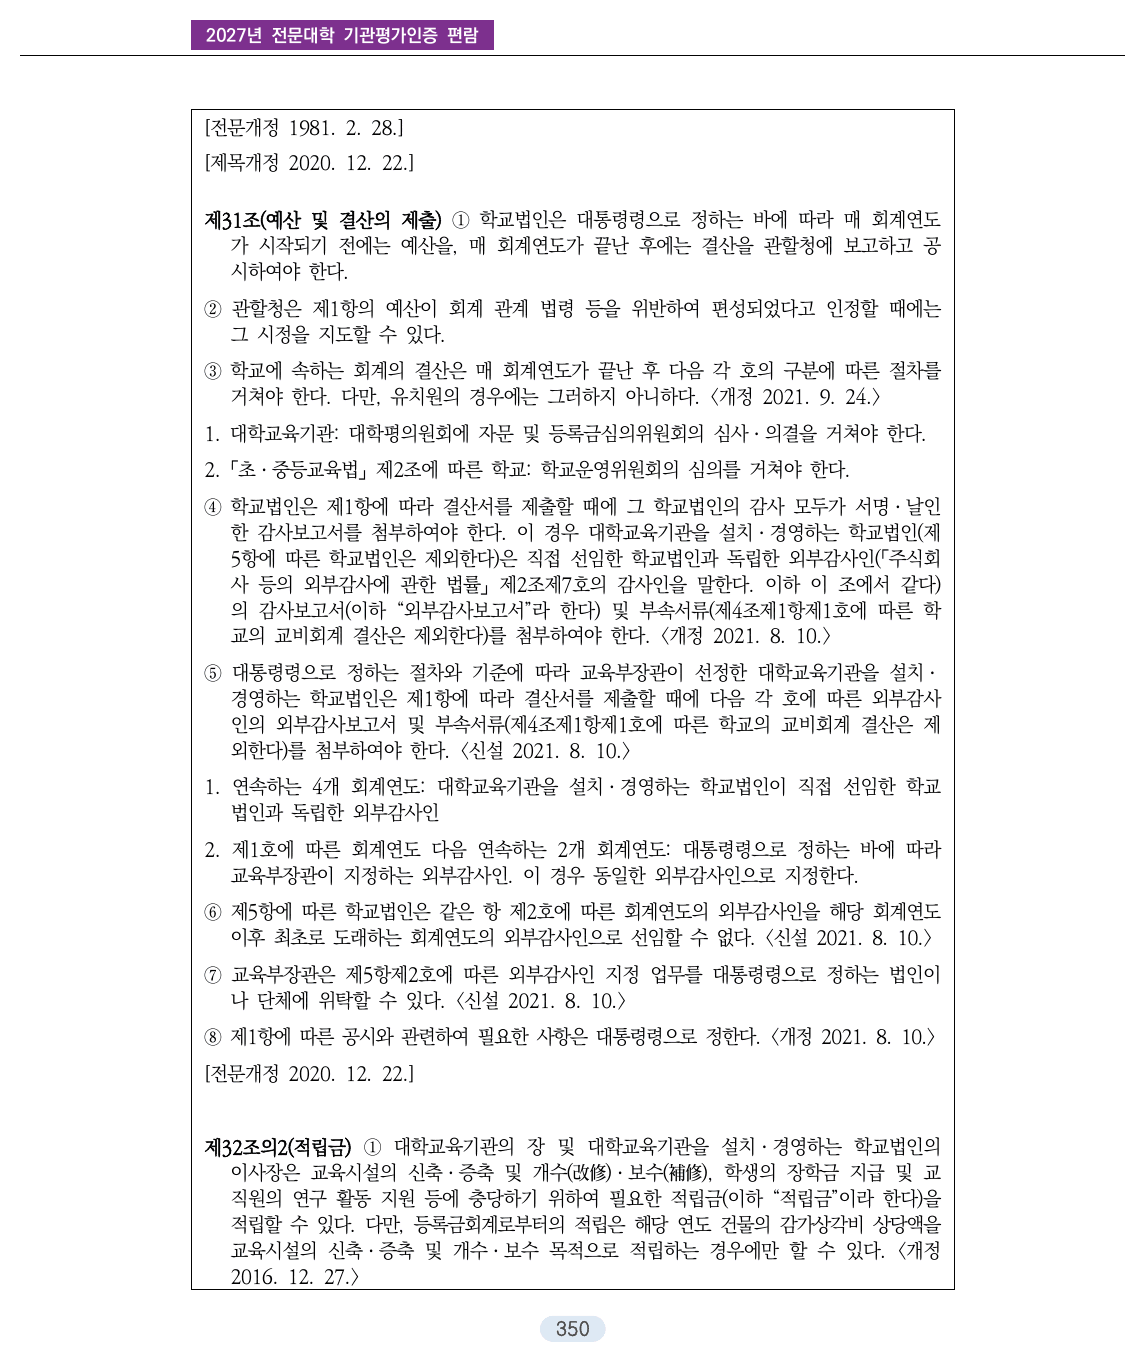 2027년 전문대학 기관평가인증 편람
[전문개정 1981. 2. 28.]
[제목개정 2020. 12. 22.]
제31조(예산 및 결산의 제출) ① 학교법인은 대통령령으로 정하는 바에 따라 매 회계연도
가 시작되기 전에는 예산을, 매 회계연도가 끝난 후에는 결산을 관할청에 보고하고 공
시하여야 한다.
② 관할청은 제1항의 예산이 회계 관계 법령 등을 위반하여 편성되었다고 인정할 때에는
그 시정을 지도할 수 있다.
③ 학교에 속하는 회계의 결산은 매 회계연도가 끝난 후 다음 각 호의 구분에 따른 절차를
거쳐야 한다. 다만, 유치원의 경우에는 그러하지 아니하다.〈개정 2021. 9. 24.〉
1. 대학교육기관: 대학평의원회에 자문 및 등록금심의위원회의 심사·의결을 거쳐야 한다.
2.「초·중등교육법」제2조에 따른 학교: 학교운영위원회의 심의를 거쳐야 한다.
④ 학교법인은 제1항에 따라 결산서를 제출할 때에 그 학교법인의 감사 모두가 서명·날인
한 감사보고서를 첨부하여야 한다. 이 경우 대학교육기관을 설치·경영하는 학교법인(제
5항에 따른 학교법인은 제외한다)은 직접 선임한 학교법인과 독립한 외부감사인(「주식회
사 등의 외부감사에 관한 법률」제2조제7호의 감사인을 말한다. 이하 이 조에서 같다)
의 감사보고서(이하 “외부감사보고서”라 한다) 및 부속서류(제4조제1항제1호에 따른 학
교의 교비회계 결산은 제외한다)를 첨부하여야 한다.〈개정 2021. 8. 10.〉
⑤ 대통령령으로 정하는 절차와 기준에 따라 교육부장관이 선정한 대학교육기관을 설치·
경영하는 학교법인은 제1항에 따라 결산서를 제출할 때에 다음 각 호에 따른 외부감사
인의 외부감사보고서 및 부속서류(제4조제1항제1호에 따른 학교의 교비회계 결산은 제
외한다)를 첨부하여야 한다.〈신설 2021. 8. 10.〉
1. 연속하는 4개 회계연도: 대학교육기관을 설치·경영하는 학교법인이 직접 선임한 학교
법인과 독립한 외부감사인
2. 제1호에 따른 회계연도 다음 연속하는 2개 회계연도: 대통령령으로 정하는 바에 따라
교육부장관이 지정하는 외부감사인. 이 경우 동일한 외부감사인으로 지정한다.
⑥ 제5항에 따른 학교법인은 같은 항 제2호에 따른 회계연도의 외부감사인을 해당 회계연도
이후 최초로 도래하는 회계연도의 외부감사인으로 선임할 수 없다.〈신설 2021. 8. 10.〉
⑦ 교육부장관은 제5항제2호에 따른 외부감사인 지정 업무를 대통령령으로 정하는 법인이
나 단체에 위탁할 수 있다.〈신설 2021. 8. 10.〉
⑧ 제1항에 따른 공시와 관련하여 필요한 사항은 대통령령으로 정한다.〈개정 2021. 8. 10.〉
[전문개정 2020. 12. 22.]
제32조의2(적립금) ① 대학교육기관의 장 및 대학교육기관을 설치·경영하는 학교법인의
이사장은 교육시설의 신축·증축 및 개수(改修)·보수(補修), 학생의 장학금 지급 및 교
직원의 연구 활동 지원 등에 충당하기 위하여 필요한 적립금(이하 “적립금”이라 한다)을
적립할 수 있다. 다만, 등록금회계로부터의 적립은 해당 연도 건물의 감가상각비 상당액을
교육시설의 신축·증축 및 개수·보수 목적으로 적립하는 경우에만 할 수 있다.〈개정
2016. 12. 27.〉
350